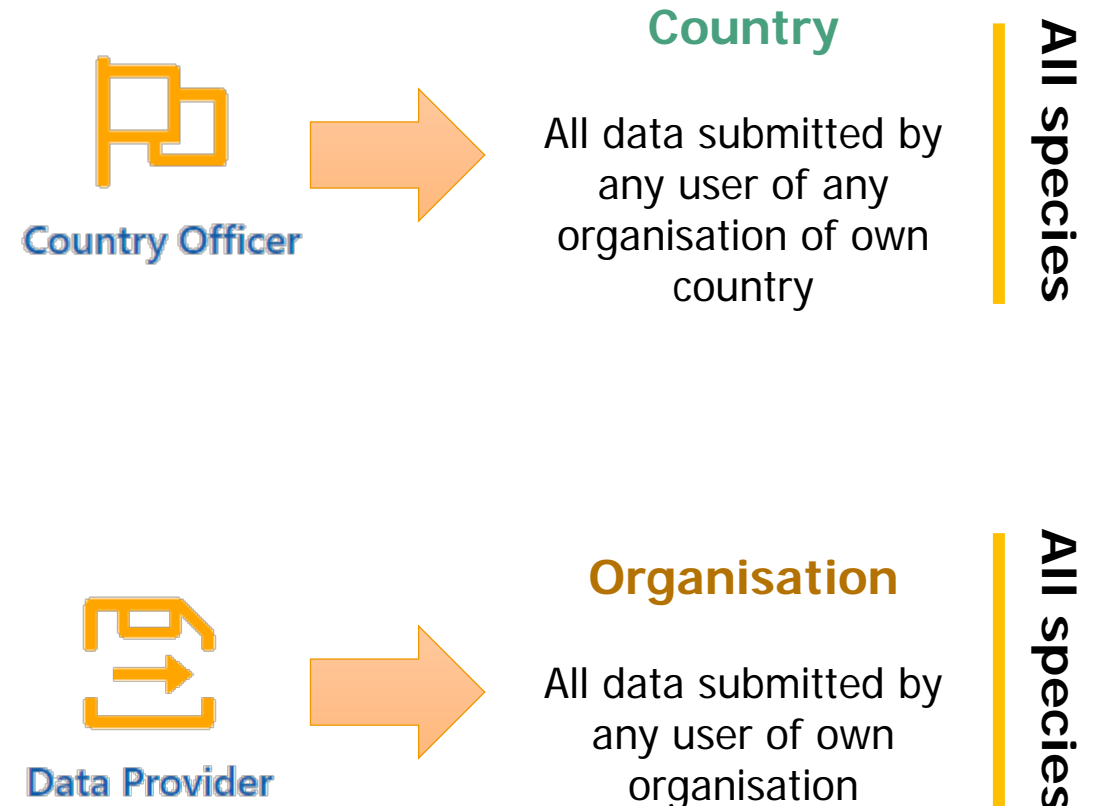 Country Officer
Country
All data submitted by
any user of any
organisation of own
country
All species
Data Provider
Organisation
All data submitted by
any user of own
organisation
All species